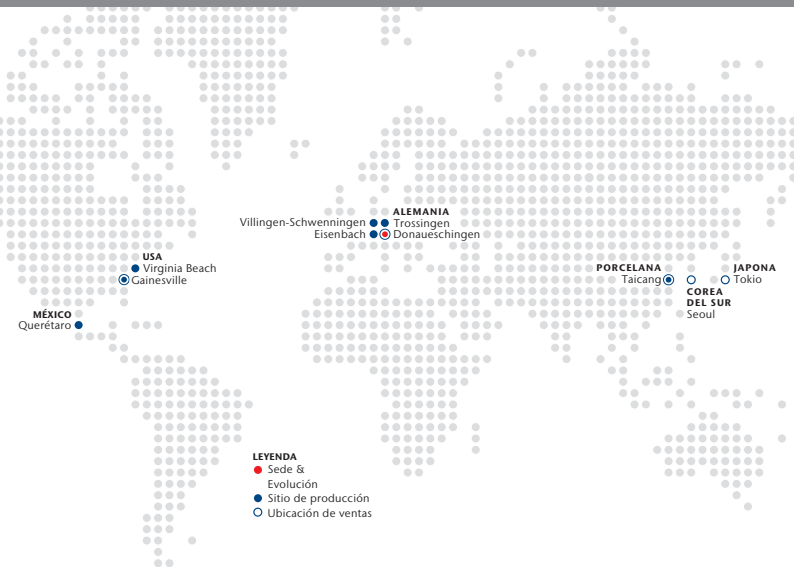 ALEMANIA
Villingen-Schwenningen Trossingen
Eisenbach Donaueschingen
USA
Virginia Beach
Gainesville
MÉXICO
Querétaro
PORCELANA
Taicang
COREA
DEL SUR
Seoul
JAPONA
Tokio
LEYENDA
Sede &
Evolución
Sitio de producción
Ubicación de ventas